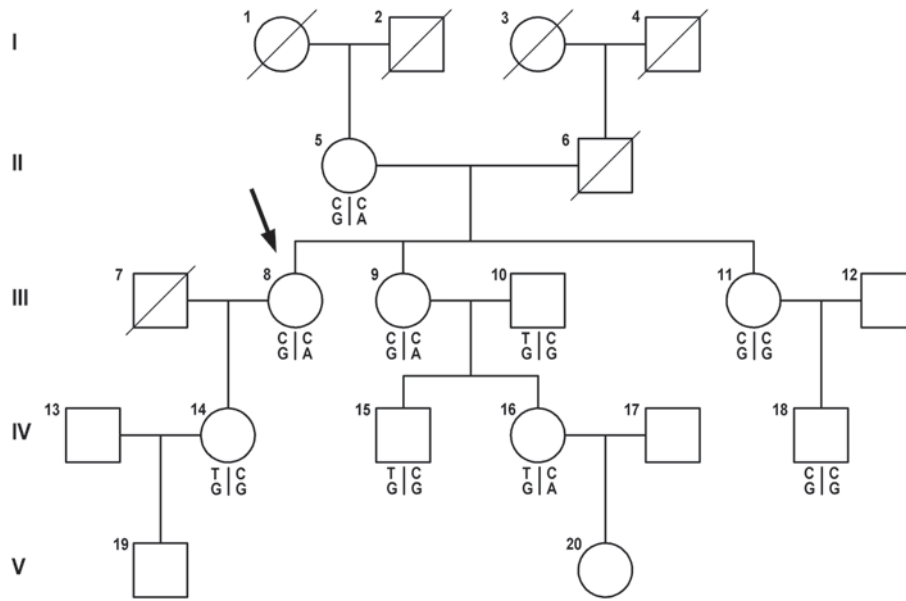 I 1 2 3 4
II 5 6
C C
G A
III 7 8 9 10 11 12
C C C C T C C C
G A G A G G G G
IV 13 14 15 16 17 18
T C T C T C C C
G G G G G A G G
V 19 20